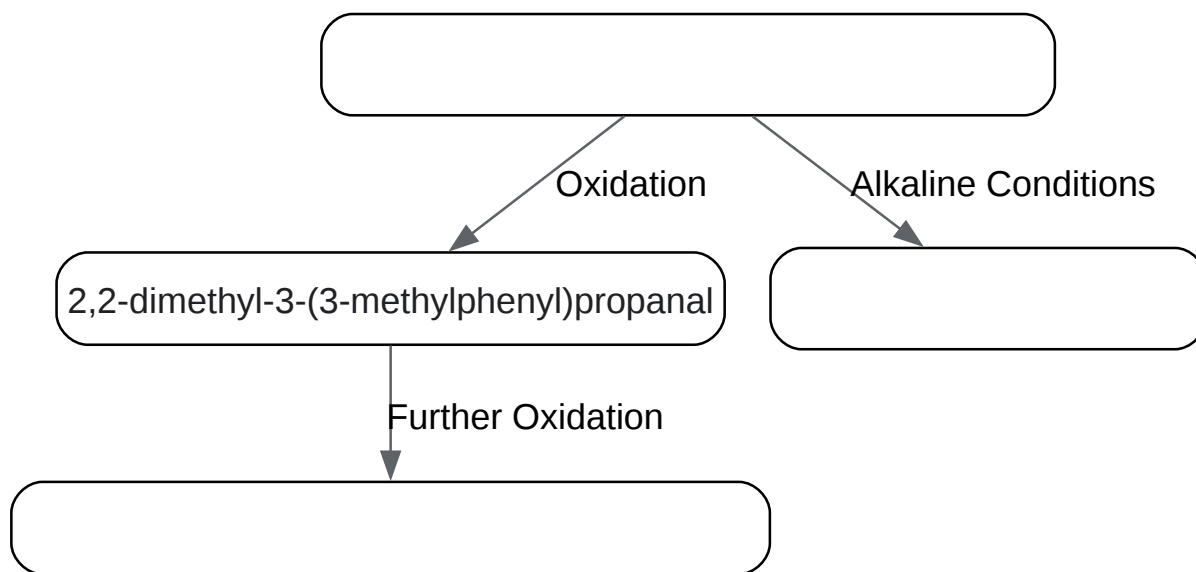 Oxidation
Alkaline Conditions
2,2-dimethyl-3-(3-methylphenyl)propanal
Further Oxidation